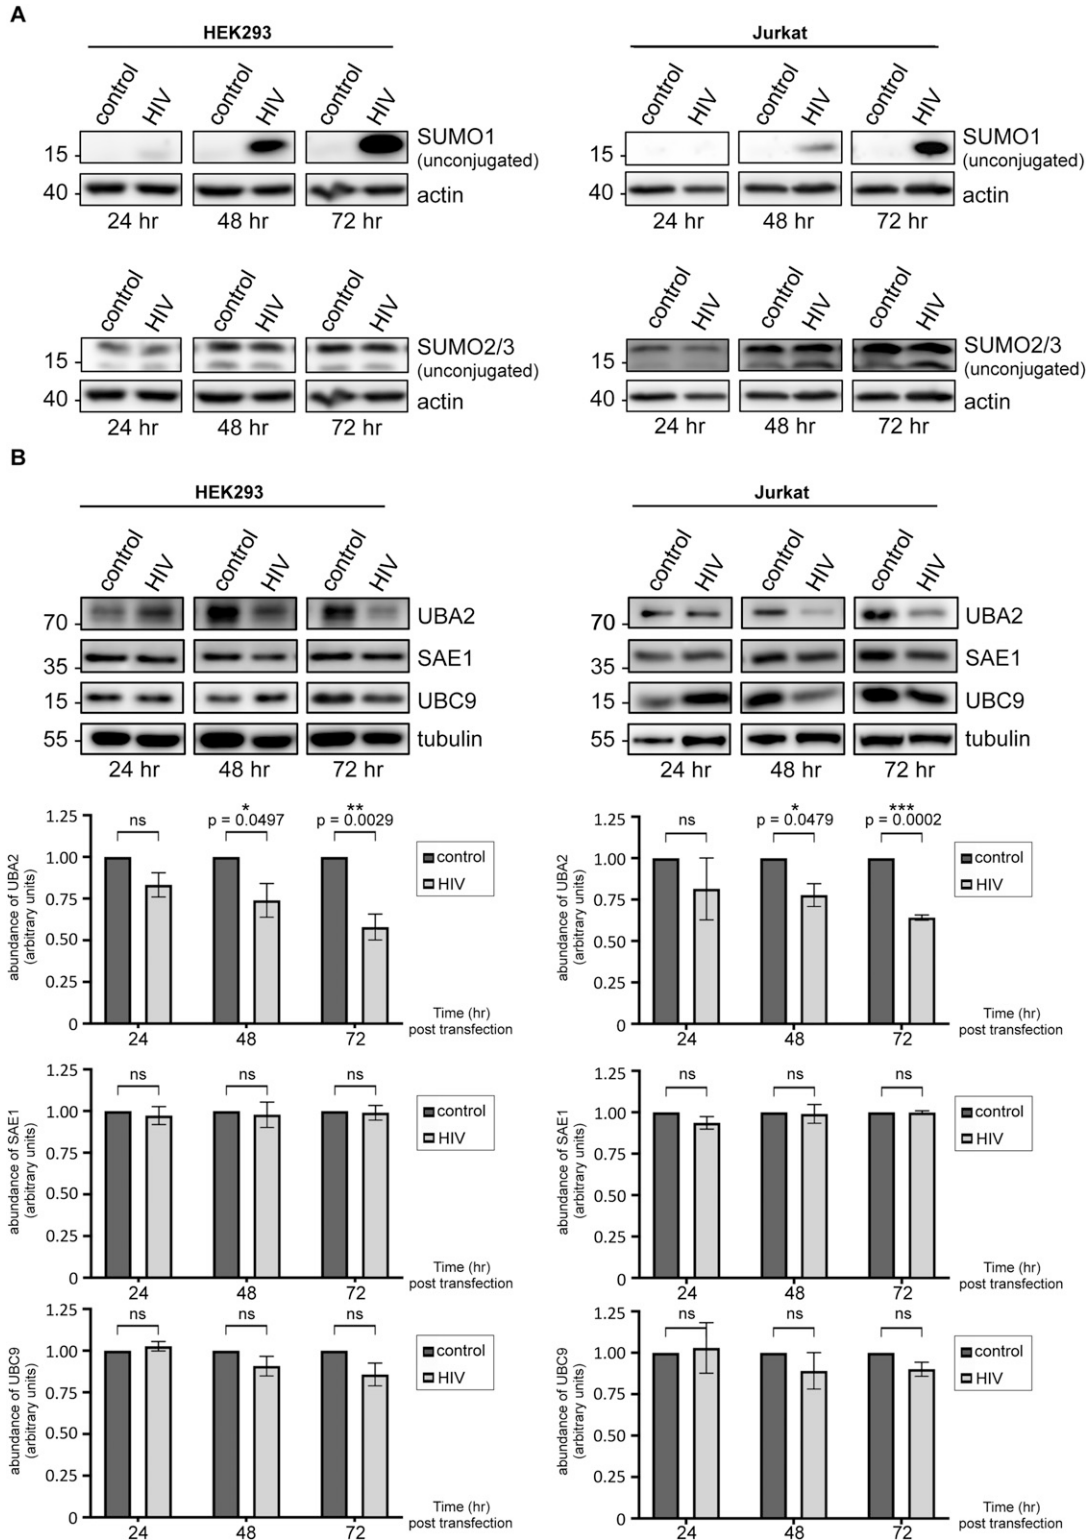 A
HEK293
Jurkat
control HIV control HIV control HIV
control HIV control HIV control HIV
15 SUMO1 (unconjugated)
40 actin
24 hr 48 hr 72 hr
15 SUMO1 (unconjugated)
40 actin
24 hr 48 hr 72 hr
control HIV control HIV control HIV
15 SUMO2/3 (unconjugated)
40 actin
24 hr 48 hr 72 hr
control HIV control HIV control HIV
15 SUMO2/3 (unconjugated)
40 actin
24 hr 48 hr 72 hr
B
HEK293
control HIV control HIV control HIV
70 UBA2
35 SAE1
15 UBC9
55 tubulin
24 hr 48 hr 72 hr
Jurkat
control HIV control HIV control HIV
70 UBA2
35 SAE1
15 UBC9
55 tubulin
24 hr 48 hr 72 hr
abundance of UBA2
(arbitrary units)
1.25
1.00
0.75
0.50
0.25
0
ns
*
p = 0.0497
**
p = 0.0029
control
HIV
24 48 72
Time (hr)
post transfection
abundance of UBA2
(arbitrary units)
1.25
1.00
0.75
0.50
0.25
0
ns
*
p = 0.0479
***
p = 0.0002
control
HIV
24 48 72
Time (hr)
post transfection
abundance of SAE1
(arbitrary units)
1.25
1.00
0.75
0.50
0.25
0
ns ns ns
control
HIV
24 48 72
Time (hr)
post transfection
abundance of SAE1
(arbitrary units)
1.25
1.00
0.75
0.50
0.25
0
ns ns ns
control
HIV
24 48 72
Time (hr)
post transfection
abundance of UBC9
(arbitrary units)
1.25
1.00
0.75
0.50
0.25
0
ns ns ns
control
HIV
24 48 72
Time (hr)
post transfection
abundance of UBC9
(arbitrary units)
1.25
1.00
0.75
0.50
0.25
0
ns ns ns
control
HIV
24 48 72
Time (hr)
post transfection